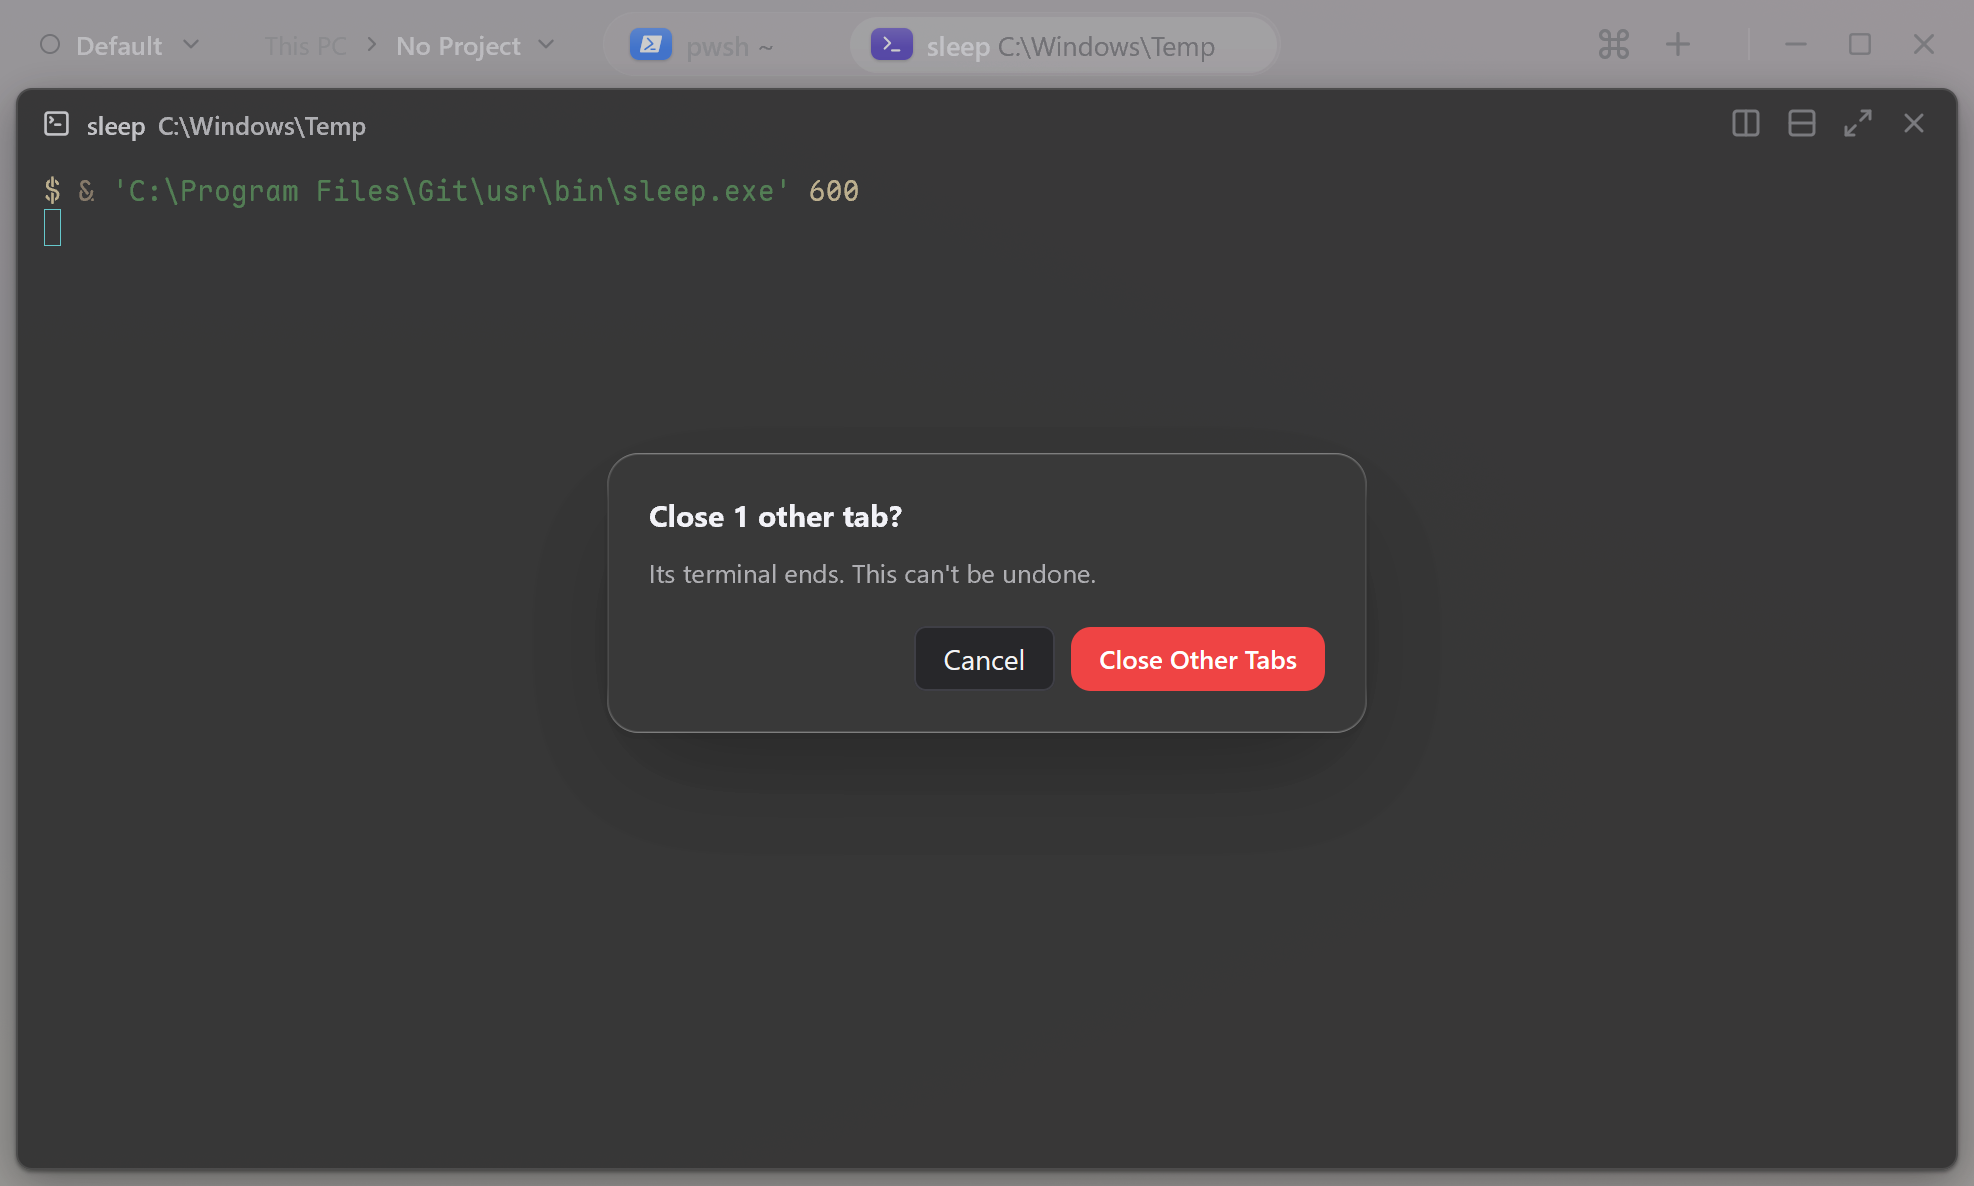 Default This PC > No Project pwsh ~ sleep C:\Windows\Temp
sleep C:\Windows\Temp
$ & 'C:\Program Files\Git\usr\bin\sleep.exe' 600
Close 1 other tab?
Its terminal ends. This can't be undone.
Cancel Close Other Tabs